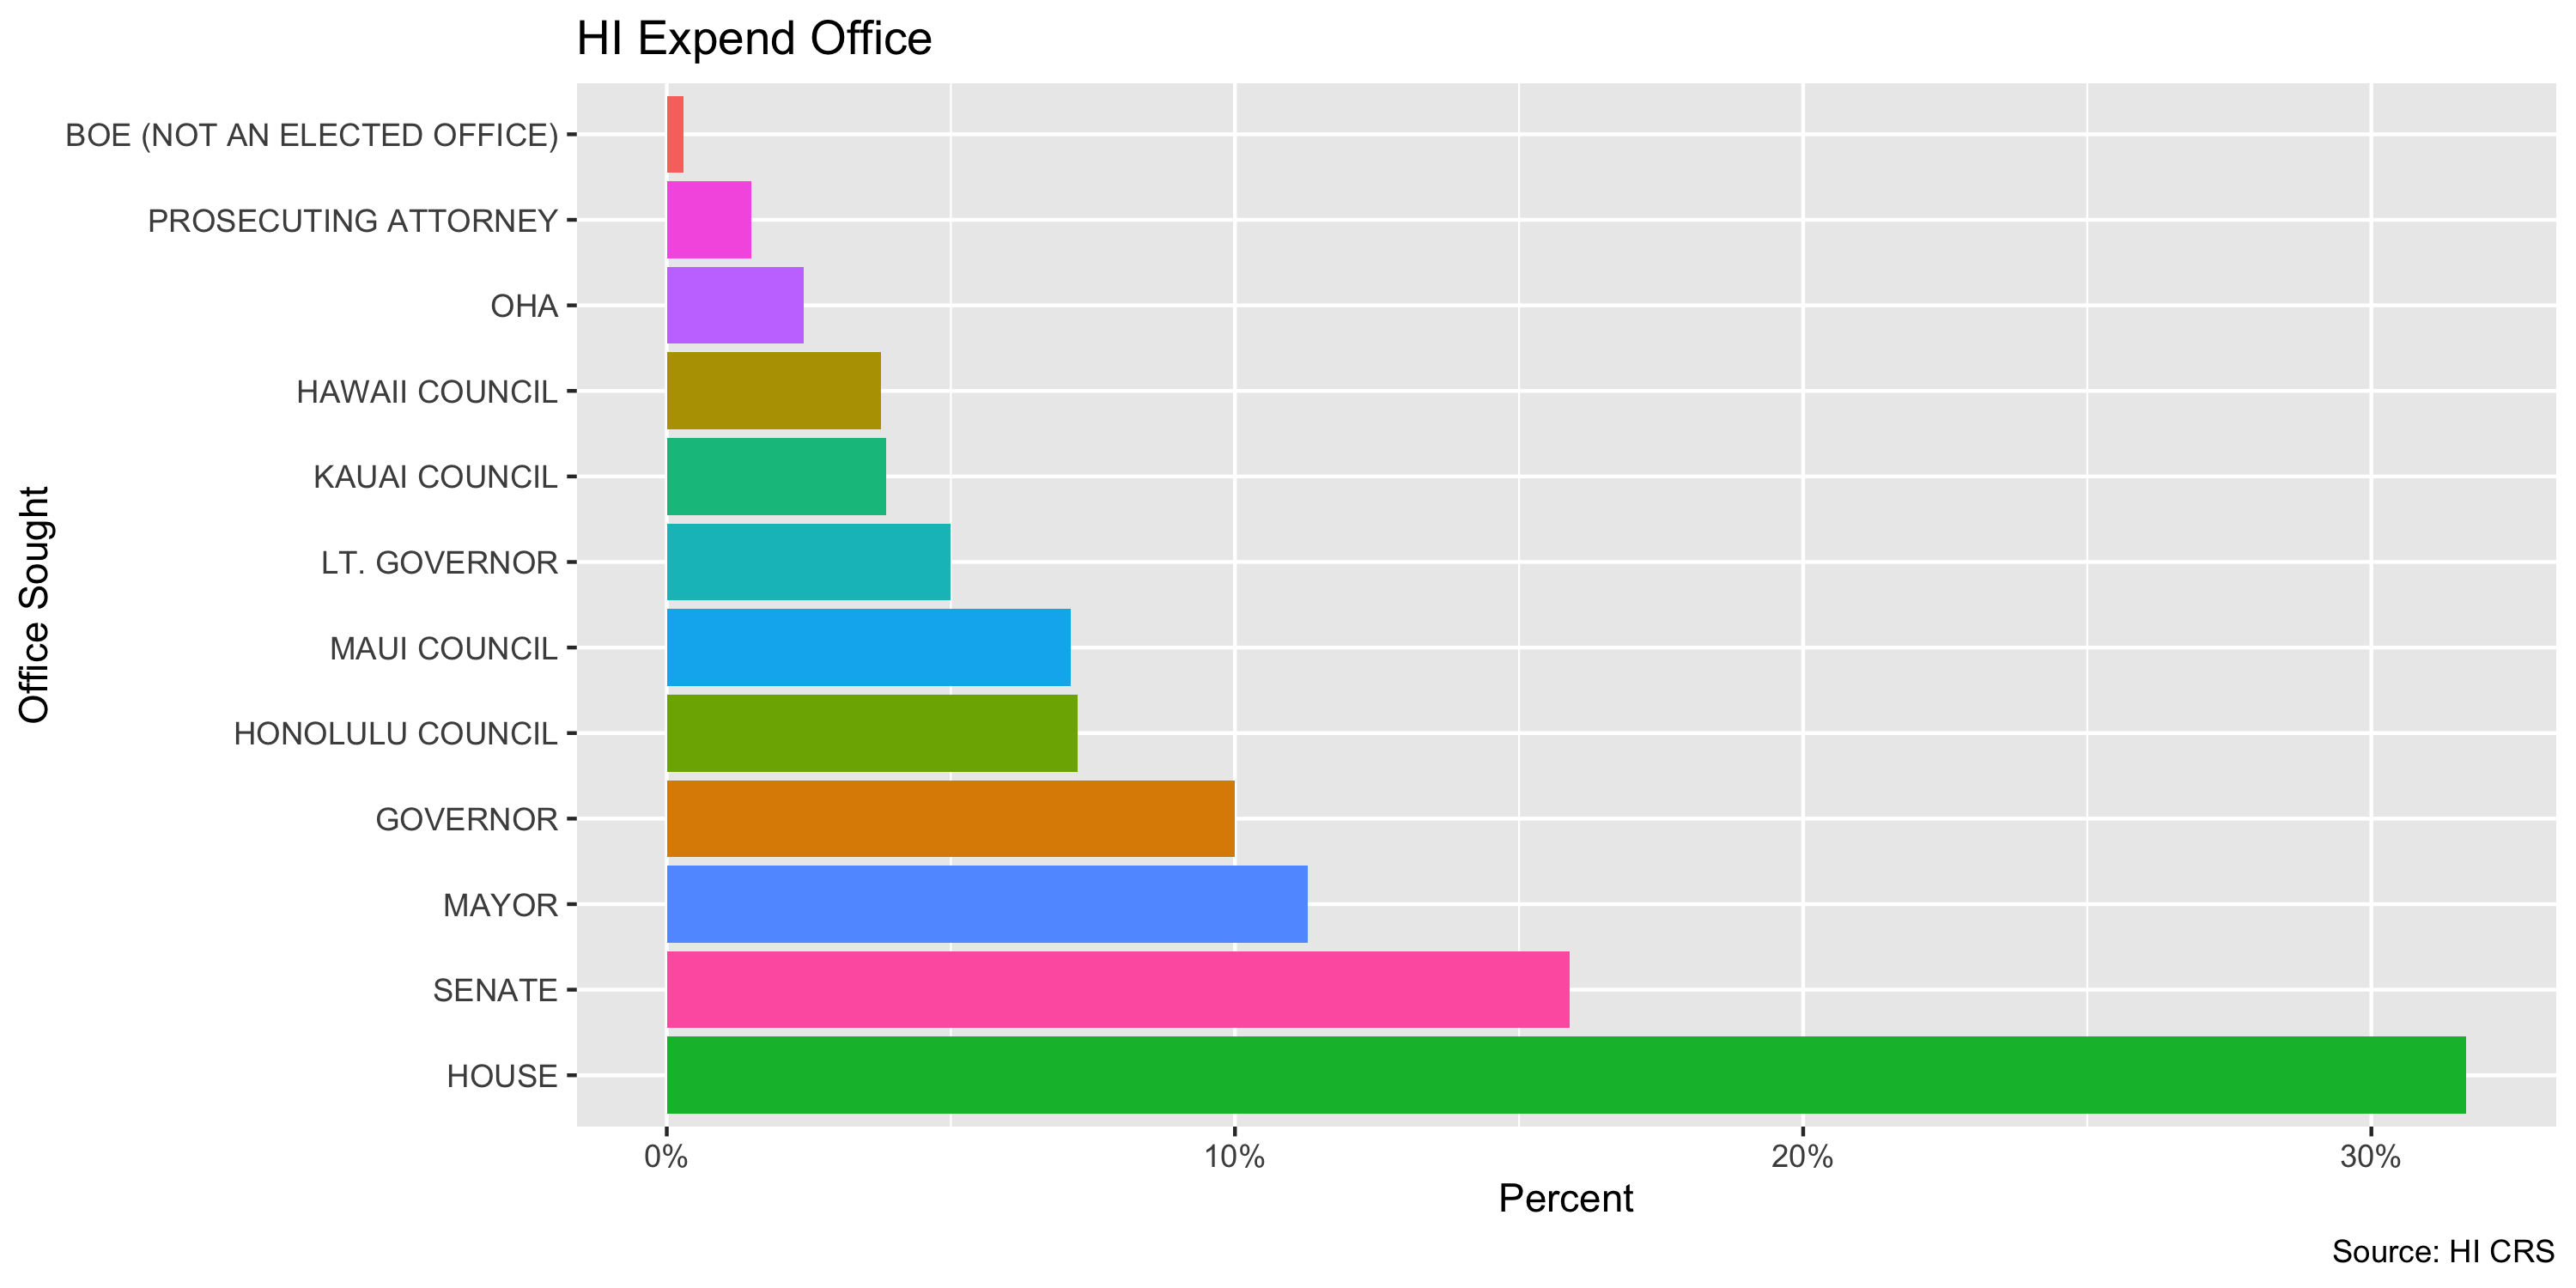 HI Expend Office
Office Sought
BOE (NOT AN ELECTED OFFICE)
PROSECUTING ATTORNEY
OHA
HAWAII COUNCIL
KAUAI COUNCIL
LT. GOVERNOR
MAUI COUNCIL
HONOLULU COUNCIL
GOVERNOR
MAYOR
SENATE
HOUSE
0% 10% 20% 30%
Percent
Source: HI CRS